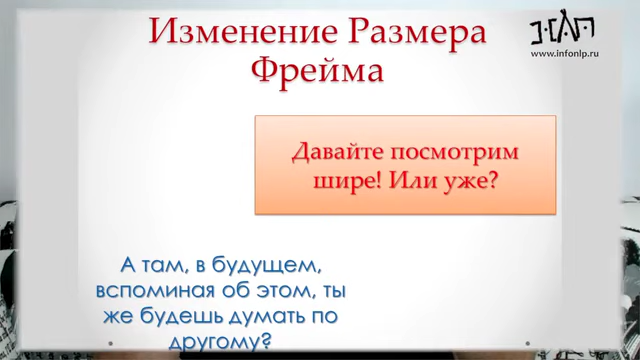 Изменение Размера
Фрейма
www.infonlp.ru
Давайте посмотрим
шире! Или уже?
А там, в будущем,
вспоминая об этом, ты
же будешь думать по
другому?